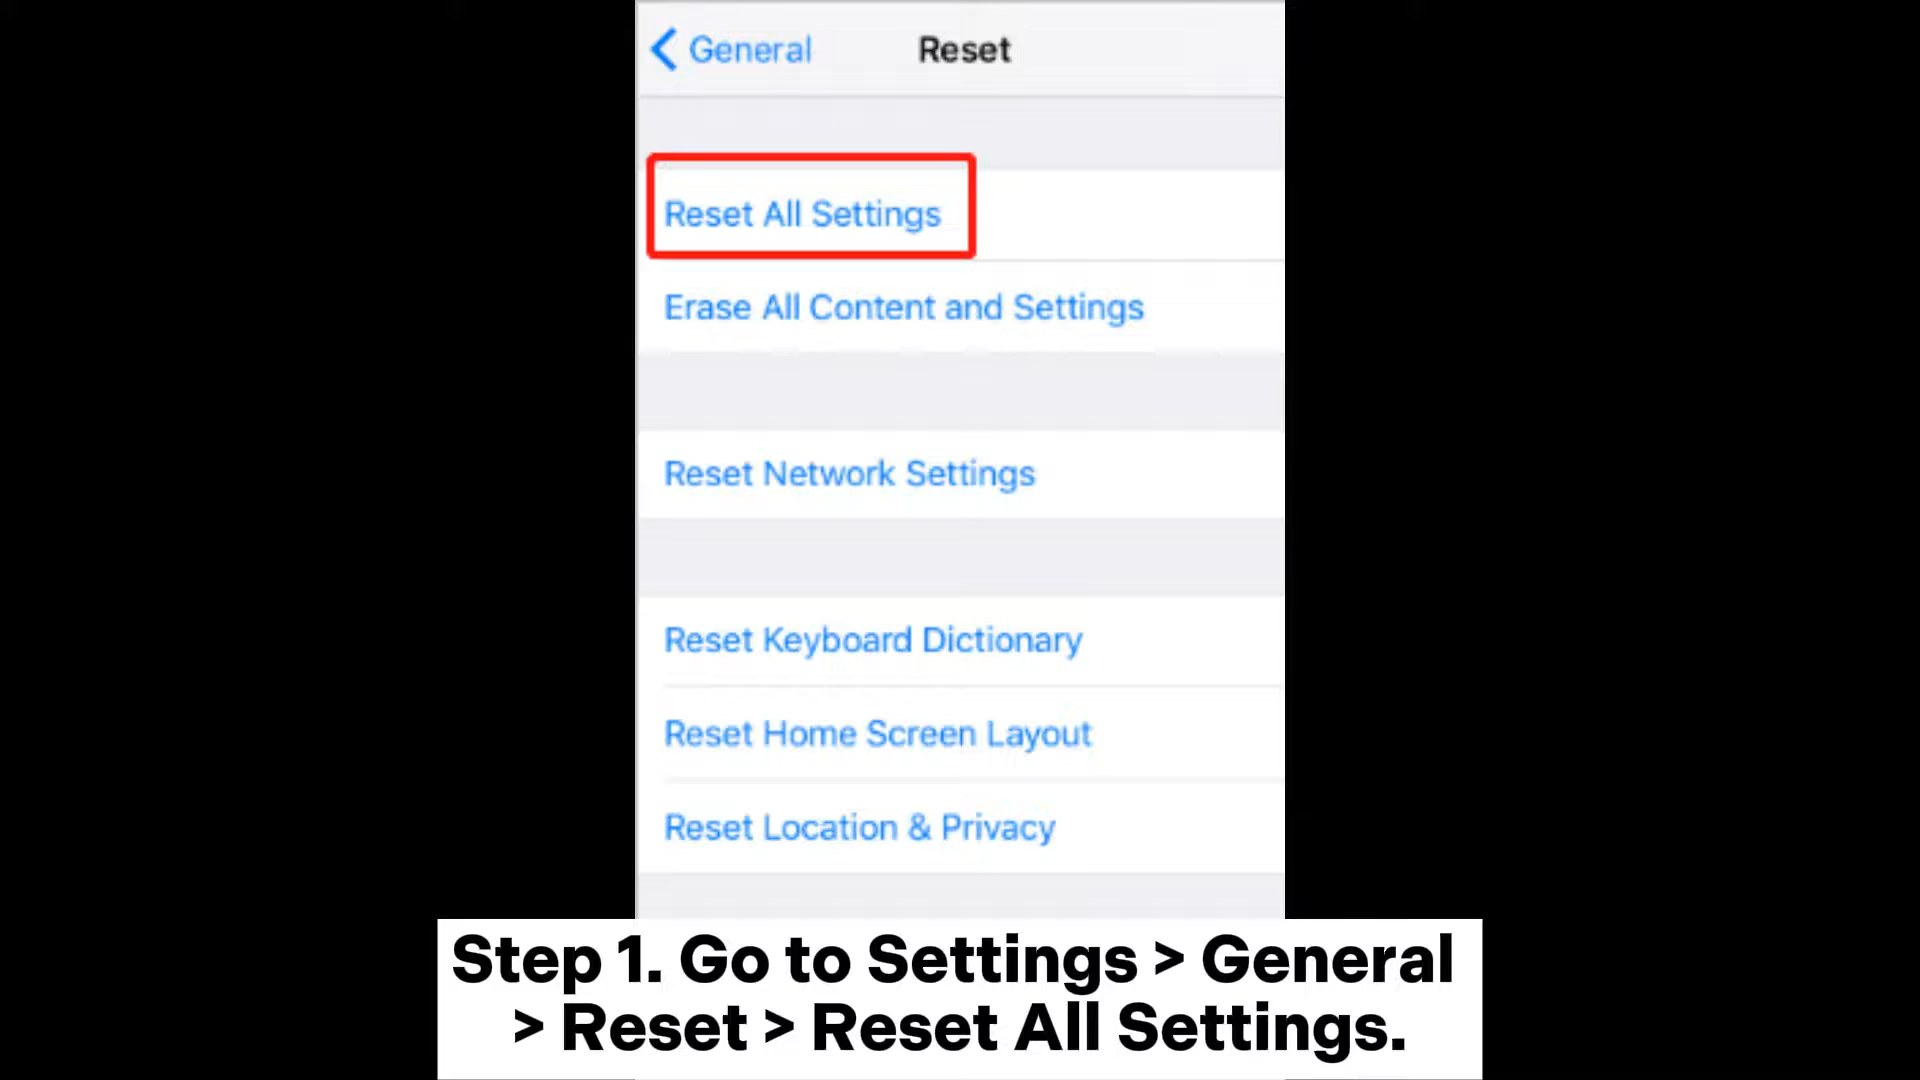 General
Reset
Reset All Settings
Erase All Content and Settings
Reset Network Settings
Reset Keyboard Dictionary
Reset Home Screen Layout
Reset Location & Privacy
Step 1. Go to Settings > General
> Reset > Reset All Settings.